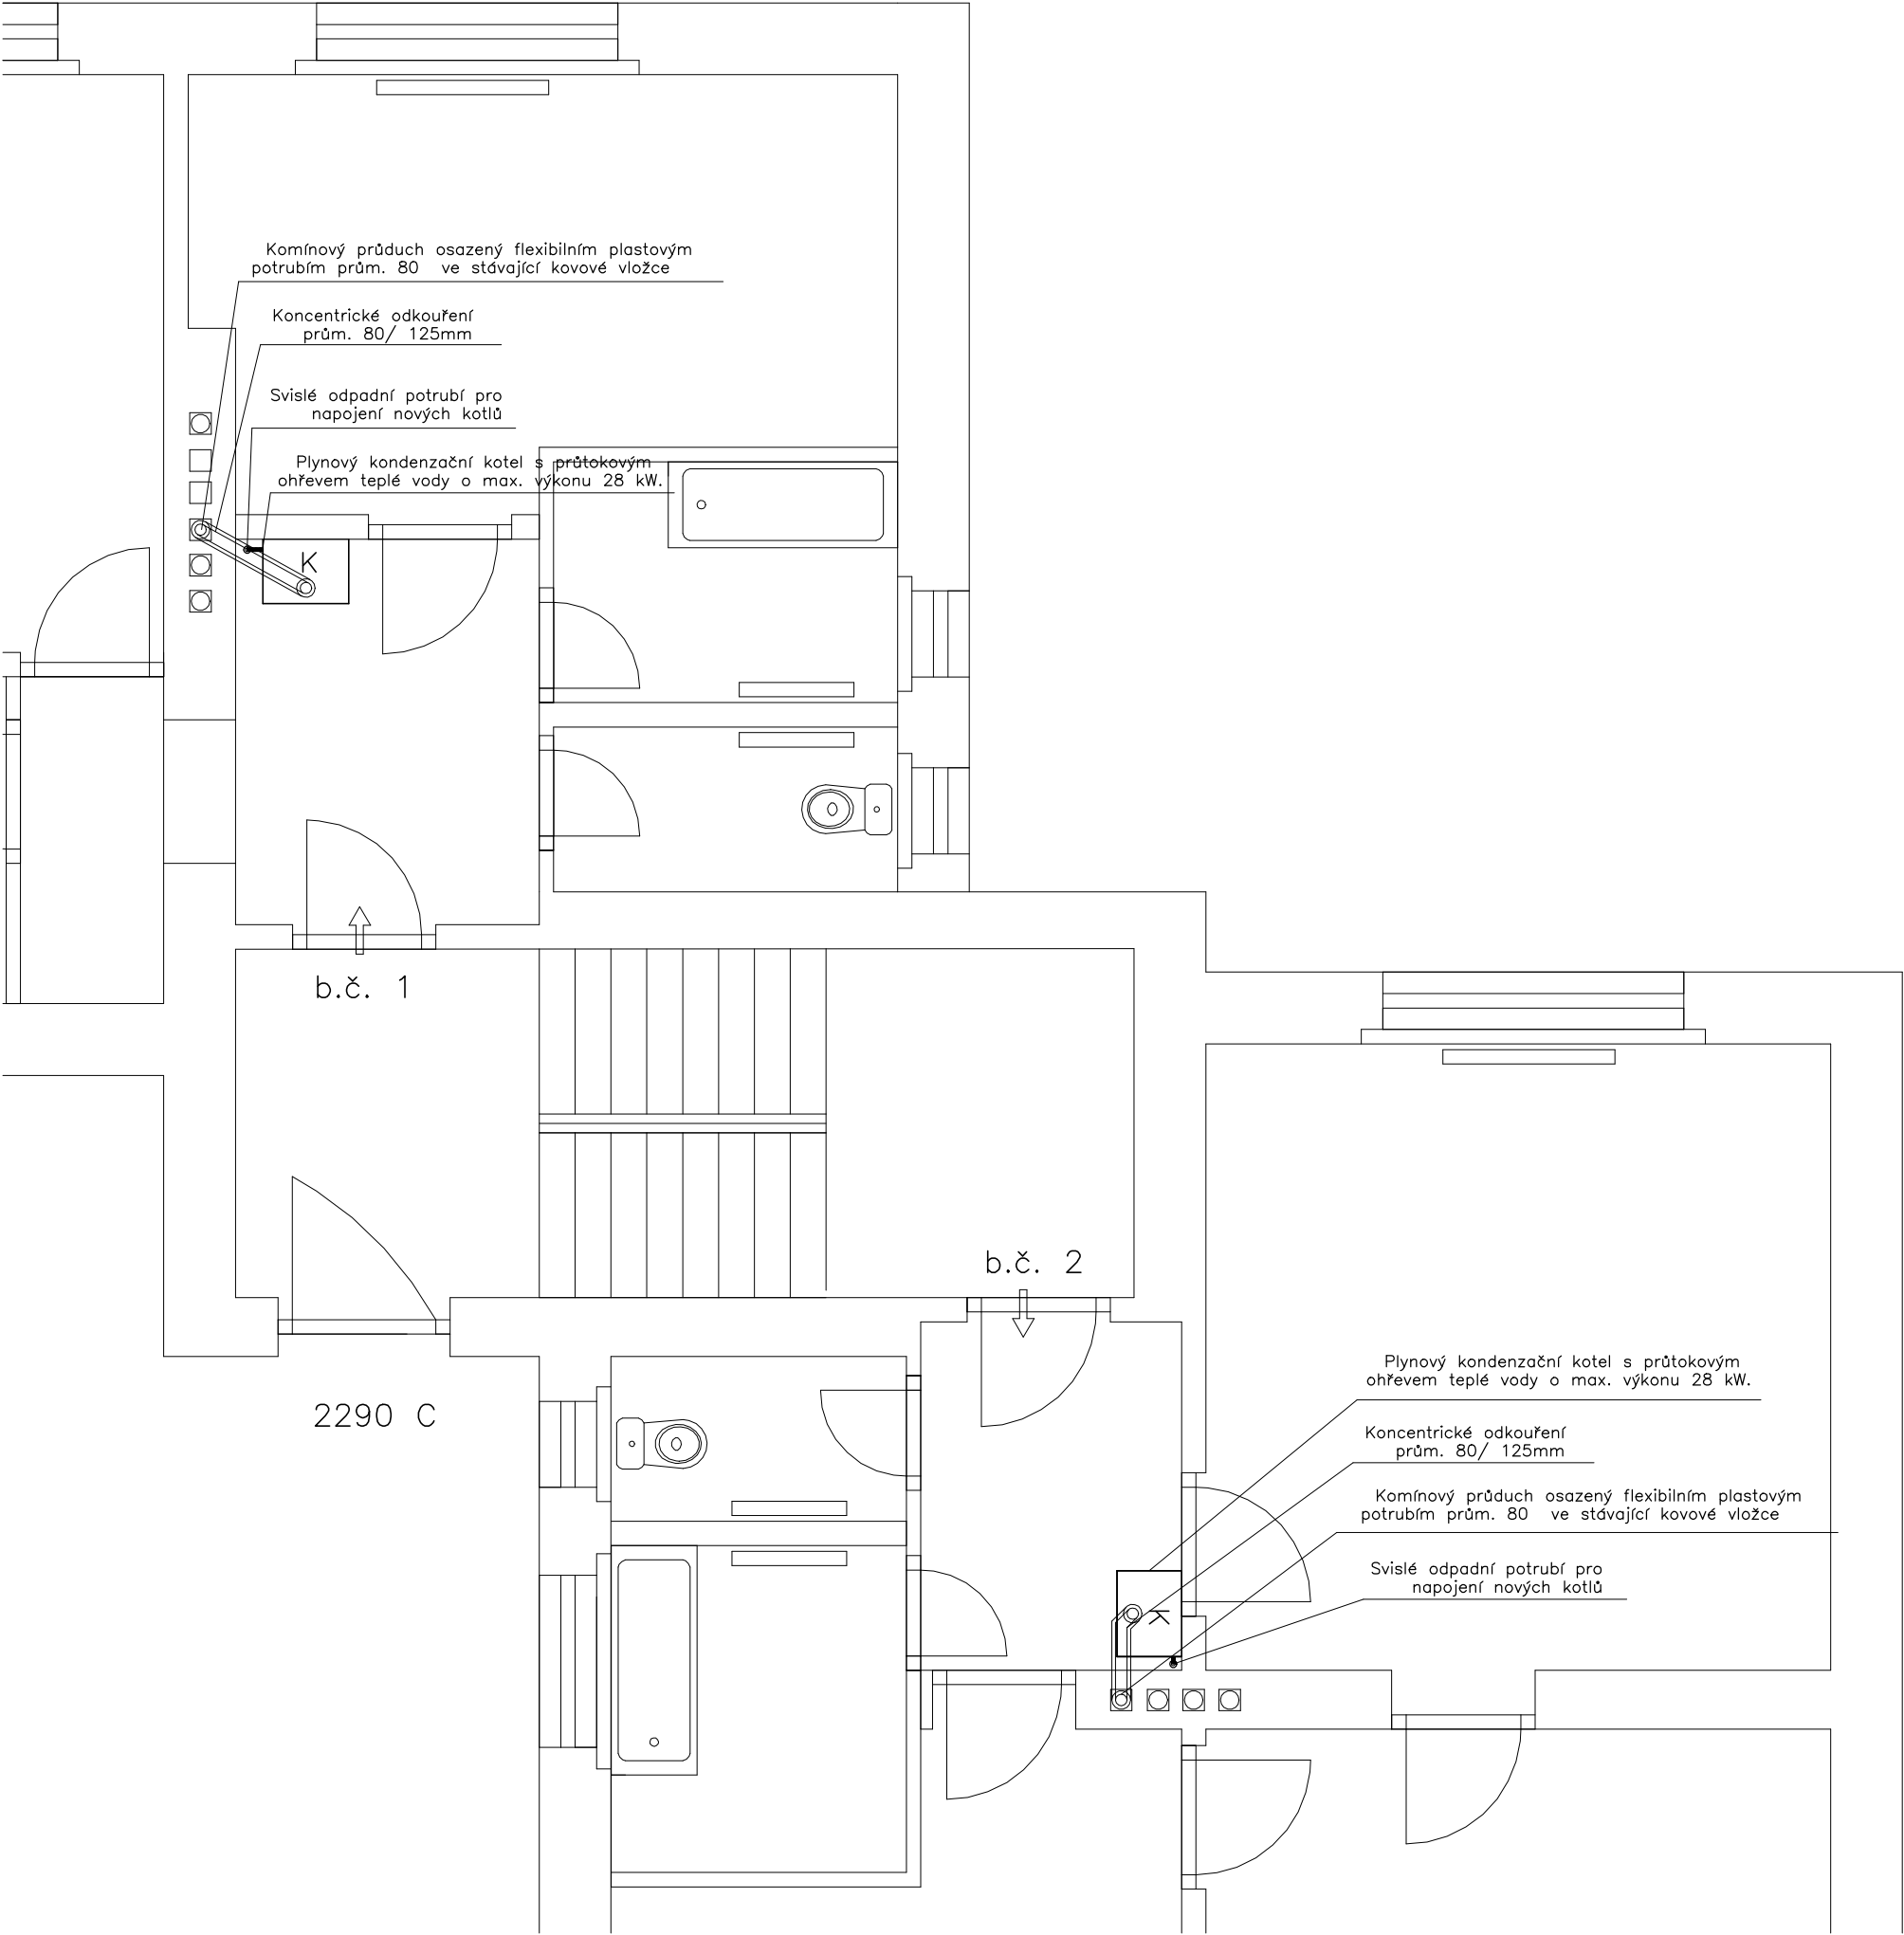 Komínový průduch osazený flexibilním plastovým
potrubím prům. 80 ve stávající kovové vložce
Koncentrické odkouření
prům. 80/ 125mm
Svislé odpadní potrubí pro
napojení nových kotlů
Plynový kondenzační kotel s průtokovým
ohřevem teplé vody o max. výkonu 28 kW.
K
b.č. 1
b.č. 2
2290 C
Plynový kondenzační kotel s průtokovým
ohřevem teplé vody o max. výkonu 28 kW.
Koncentrické odkouření
prům. 80/ 125mm
Komínový průduch osazený flexibilním plastovým
potrubím prům. 80 ve stávající kovové vložce
Svislé odpadní potrubí pro
napojení nových kotlů
K